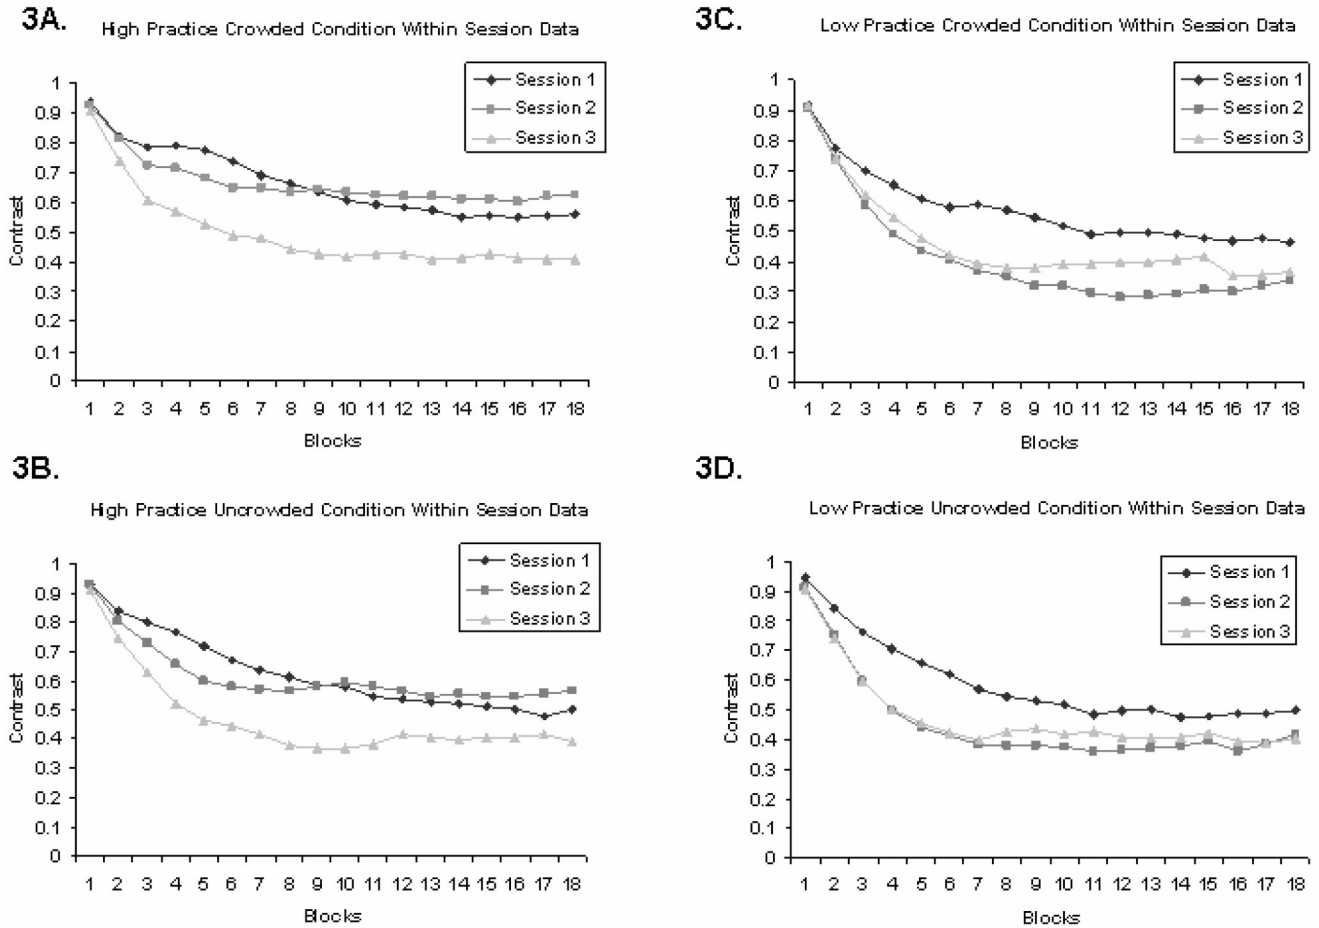 3A.
High Practice Crowded Condition Within Session Data
Session 1
Session 2
Session 3
1
0.9
0.8
0.7
0.6
0.5
0.4
0.3
0.2
0.1
0
Contrast
1 2 3 4 5 6 7 8 9 10 11 12 13 14 15 16 17 18
Blocks
3B.
High Practice Uncrowded Condition Within Session Data
Session 1
Session 2
Session 3
1
0.9
0.8
0.7
0.6
0.5
0.4
0.3
0.2
0.1
0
Contrast
1 2 3 4 5 6 7 8 9 10 11 12 13 14 15 16 17 18
Blocks
3C.
Low Practice Crowded Condition Within Session Data
Session 1
Session 2
Session 3
1
0.9
0.8
0.7
0.6
0.5
0.4
0.3
0.2
0.1
0
Contrast
1 2 3 4 5 6 7 8 9 10 11 12 13 14 15 16 17 18
Blocks
3D.
Low Practice Uncrowded Condition Within Session Data
Session 1
Session 2
Session 3
1
0.9
0.8
0.7
0.6
0.5
0.4
0.3
0.2
0.1
0
Contrast
1 2 3 4 5 6 7 8 9 10 11 12 13 14 15 16 17 18
Blocks